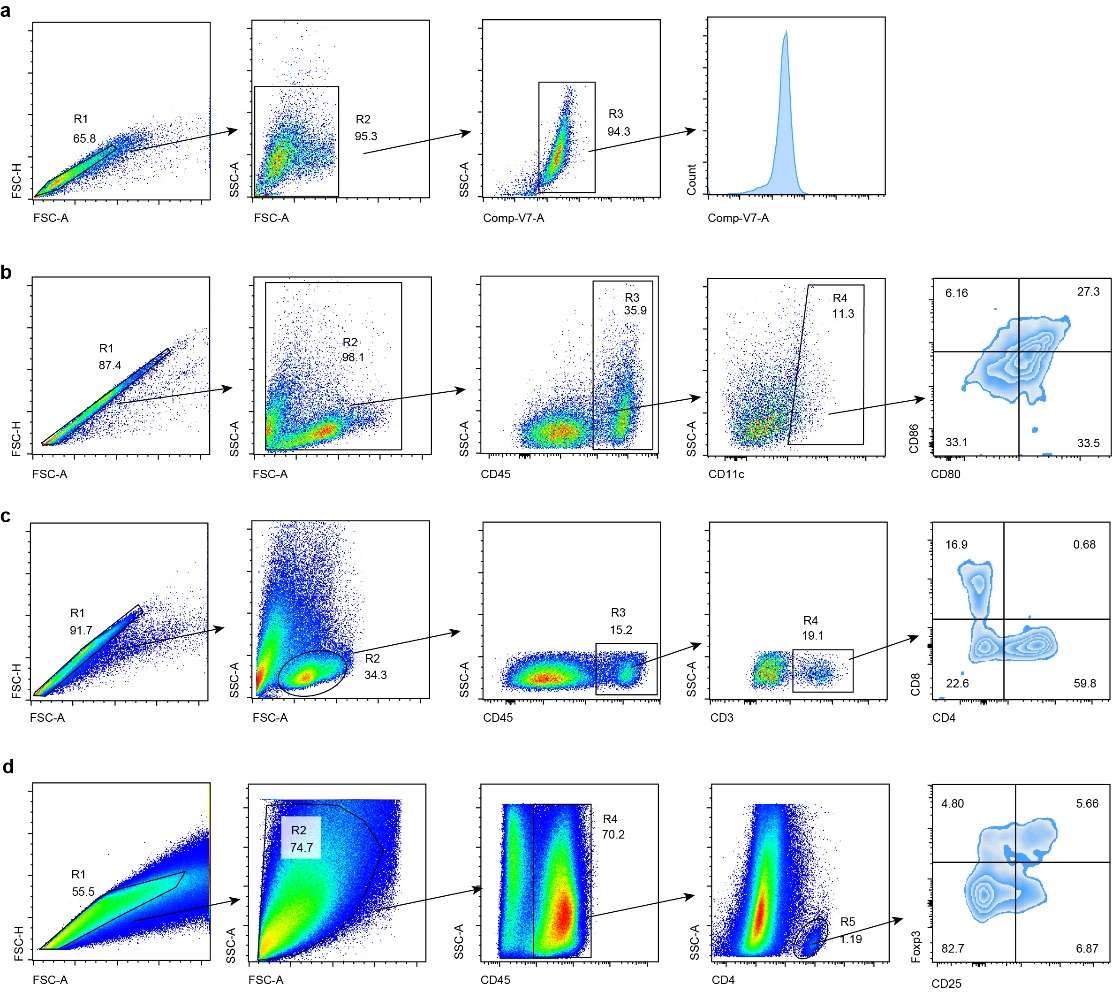 a
R1
65.8
FSC-H
FSC-A
R2
95.3
SSC-A
FSC-A
R3
94.3
SSC-A
Comp-V7-A
Count
Comp-V7-A
b
R1
87.4
FSC-H
FSC-A
R2
98.1
SSC-A
FSC-A
R3
35.9
SSC-A
CD45
R4
11.3
SSC-A
CD11c
6.16
27.3
33.1
33.5
CD86
CD80
c
R1
91.7
FSC-H
FSC-A
R2
34.3
SSC-A
FSC-A
R3
15.2
SSC-A
CD45
R4
19.1
SSC-A
CD3
16.9
0.68
22.6
59.8
CD8
CD4
d
R1
55.5
FSC-H
FSC-A
R2
74.7
SSC-A
FSC-A
R4
70.2
SSC-A
CD45
R5
1.19
SSC-A
CD4
4.80
5.66
82.7
6.87
Foxp3
CD25